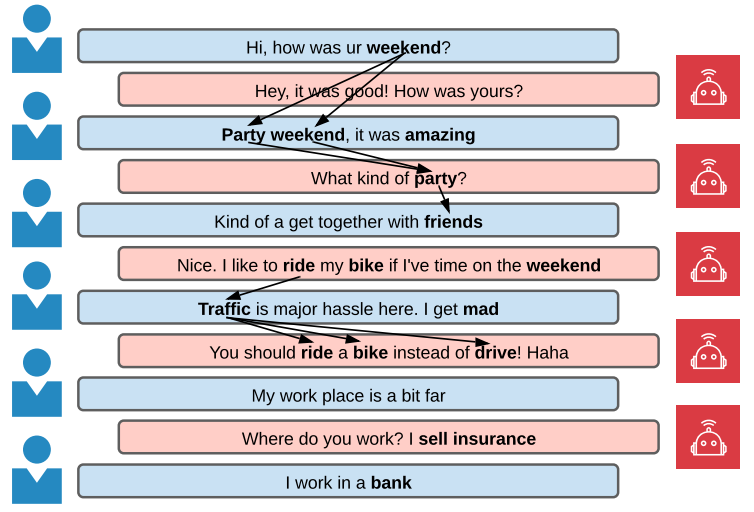 Hi, how was ur weekend?
Hey, it was good! How was yours?
Party weekend, it was amazing
What kind of party?
Kind of a get together with friends
Nice. I like to ride my bike if I've time on the weekend
Traffic is major hassle here. I get mad
You should ride a bike instead of drive! Haha
My work place is a bit far
Where do you work? I sell insurance
I work in a bank